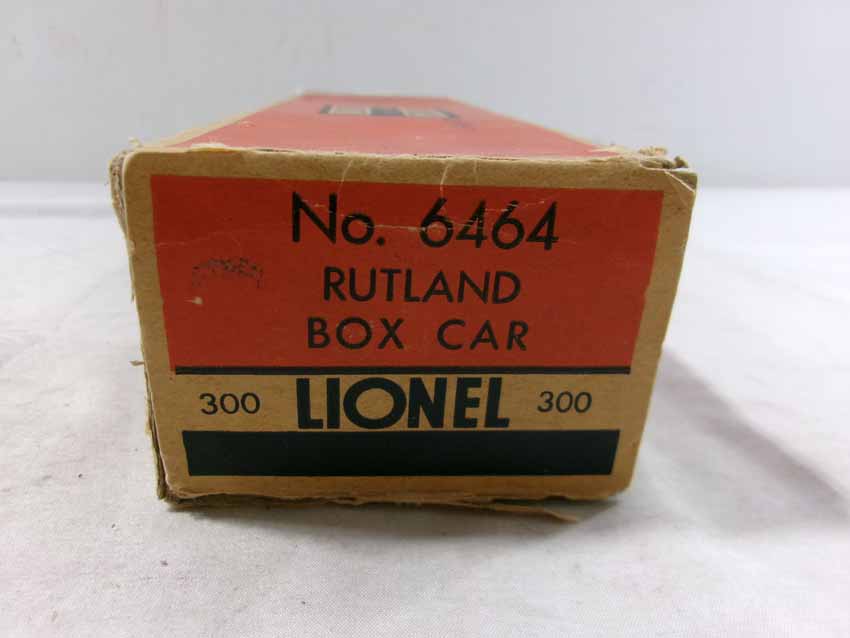 No. 6464
RUTLAND
BOX CAR
300 LIONEL 300